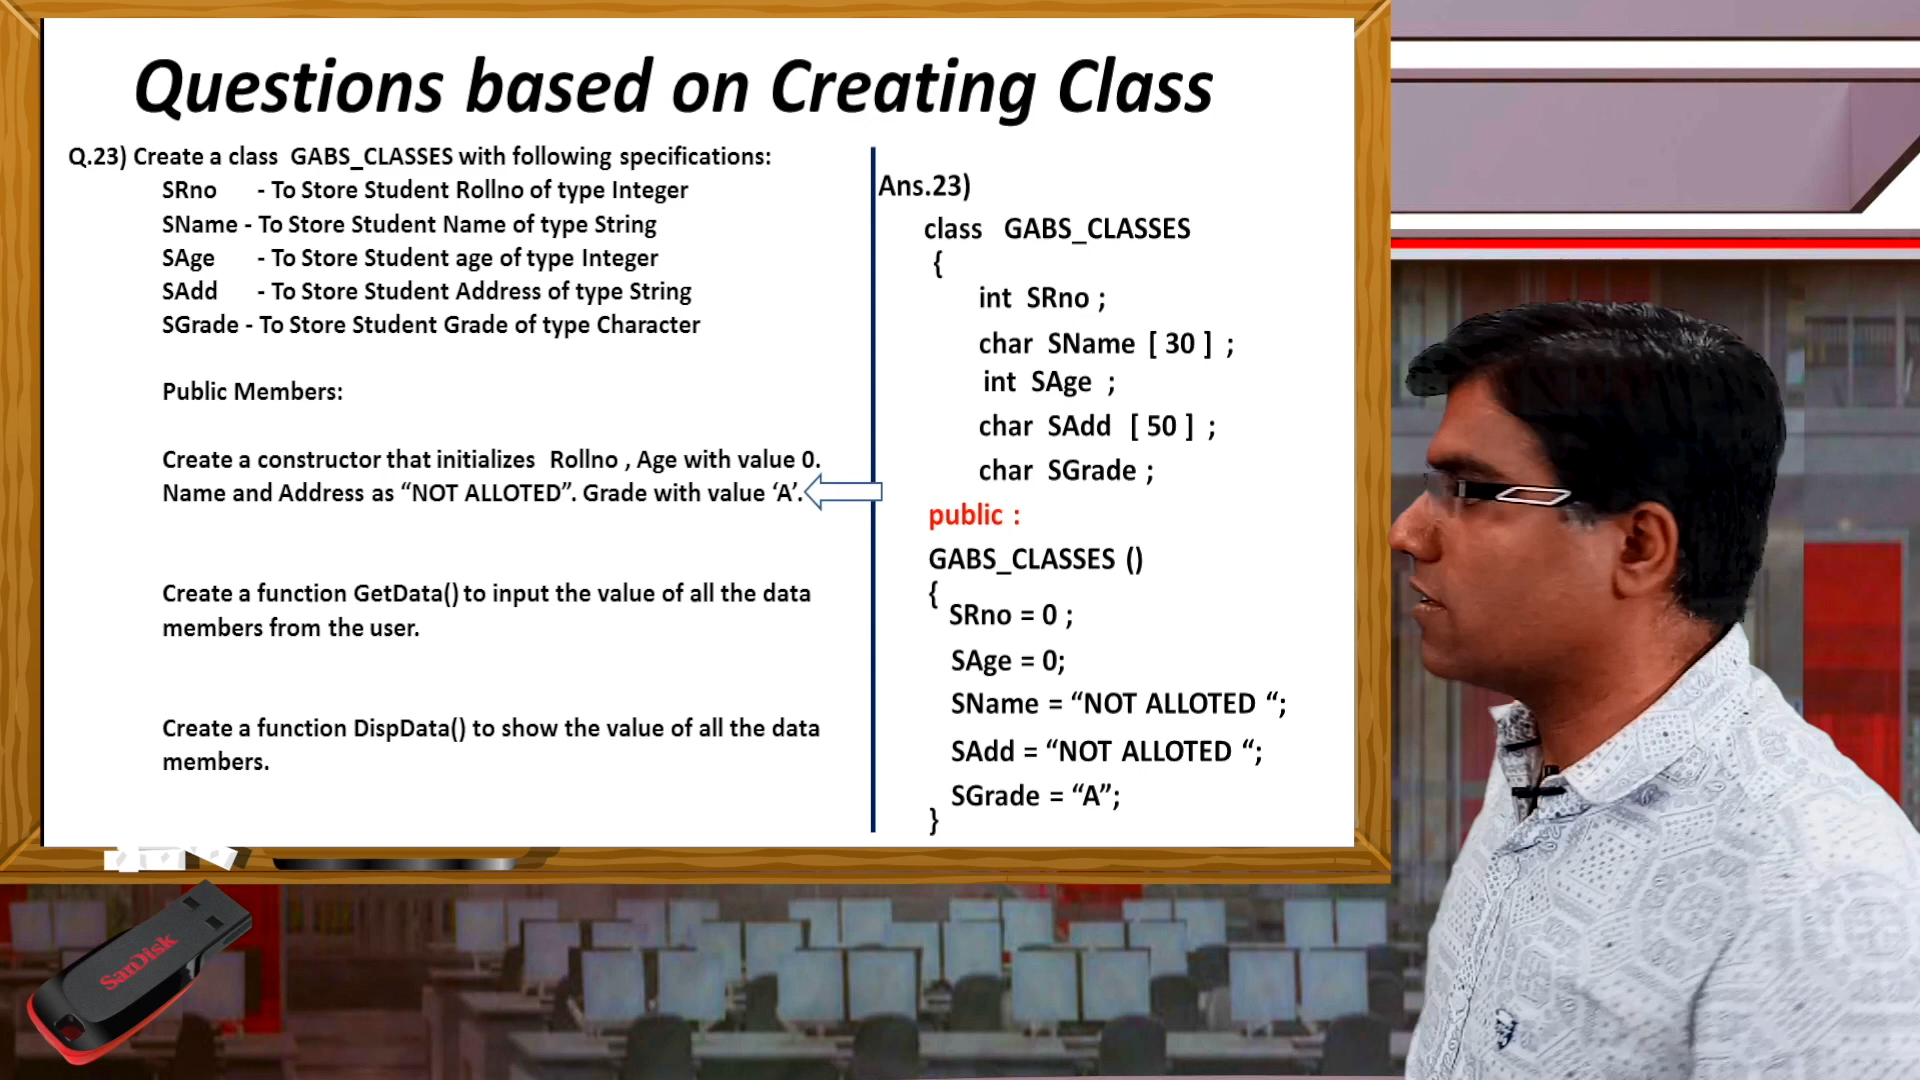 Questions based on Creating Class
Q.23) Create a class GABS_CLASSES with following specifications:
SRno - To Store Student Rollno of type Integer
SName - To Store Student Name of type String
SAge - To Store Student age of type Integer
SAdd - To Store Student Address of type String
SGrade - To Store Student Grade of type Character
Public Members:
Create a constructor that initializes Rollno , Age with value 0.
Name and Address as “NOT ALLOTED”. Grade with value ‘A’.
Create a function GetData() to input the value of all the data
members from the user.
Create a function DispData() to show the value of all the data
members.
Ans.23)
class GABS_CLASSES
{
int SRno ;
char SName [ 30 ] ;
int SAge ;
char SAdd [ 50 ] ;
char SGrade ;
public :
GABS_CLASSES ()
{
SRno = 0 ;
SAge = 0;
SName = “NOT ALLOTED “;
SAdd = “NOT ALLOTED “;
SGrade = “A”;
}
SanDisk